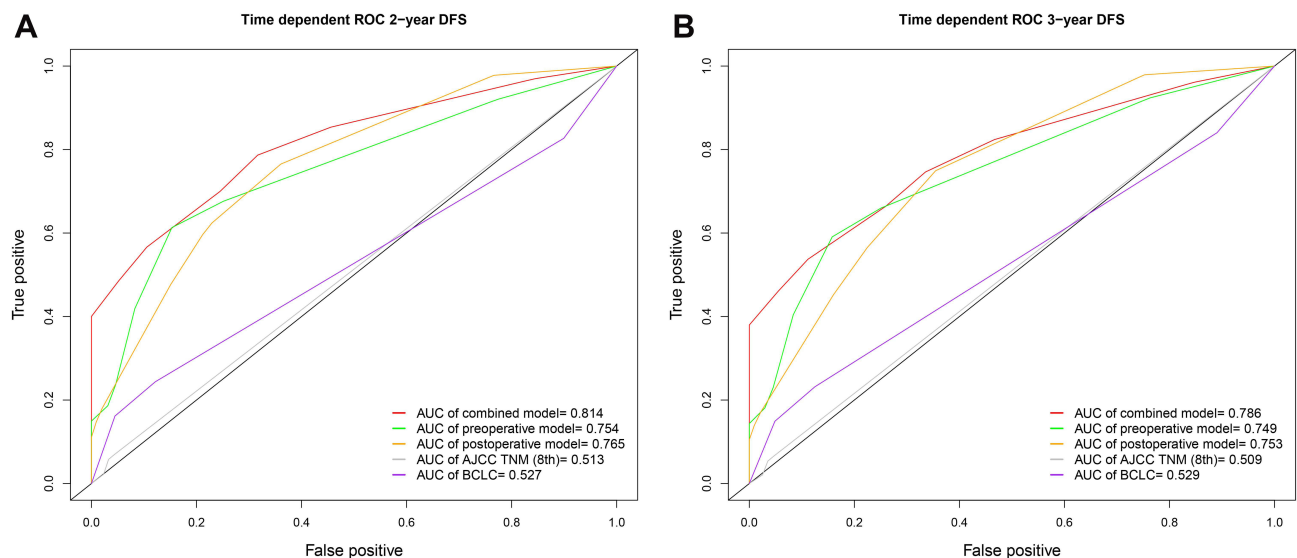 A
Time dependent ROC 2−year DFS
True positive
1.0
0.8
0.6
0.4
0.2
0.0
AUC of combined model= 0.814
AUC of preoperative model= 0.754
AUC of postoperative model= 0.765
AUC of AJCC TNM (8th)= 0.513
AUC of BCLC= 0.527
0.0 0.2 0.4 0.6 0.8 1.0
False positive
B
Time dependent ROC 3−year DFS
True positive
1.0
0.8
0.6
0.4
0.2
0.0
AUC of combined model= 0.786
AUC of preoperative model= 0.749
AUC of postoperative model= 0.753
AUC of AJCC TNM (8th)= 0.509
AUC of BCLC= 0.529
0.0 0.2 0.4 0.6 0.8 1.0
False positive